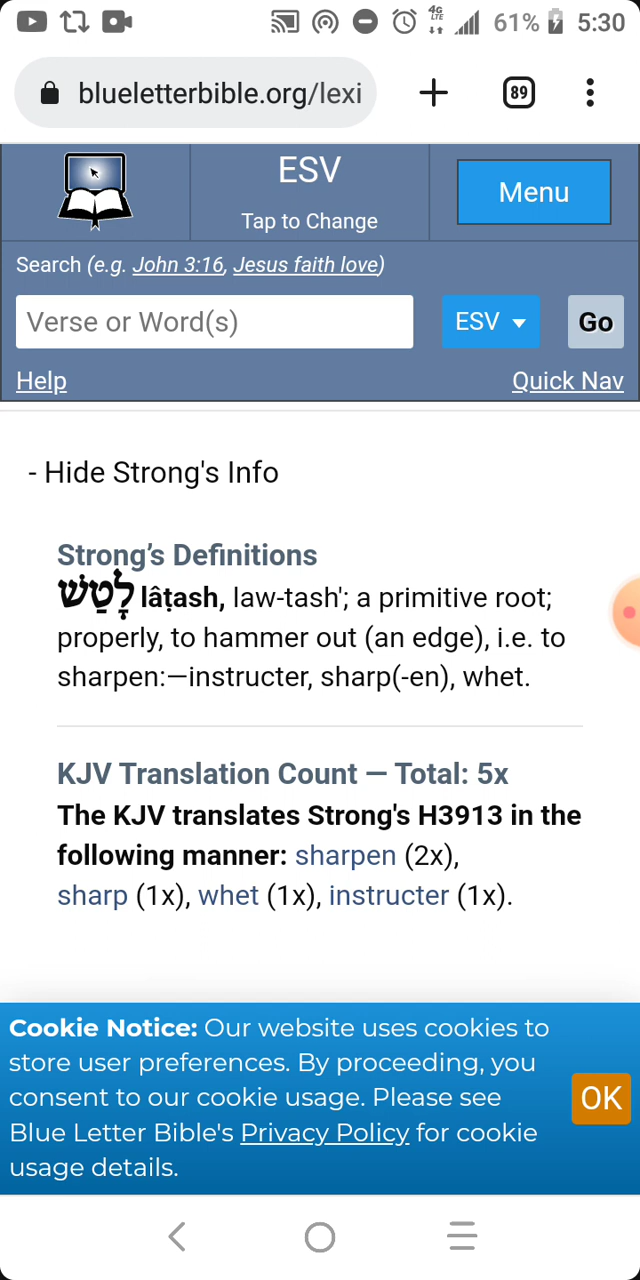 61% 5:30
4G
LTE
blueletterbible.org/lexi
89
ESV
Tap to Change
Menu
Search (e.g. John 3:16, Jesus faith love)
Verse or Word(s)
ESV
Go
Help
Quick Nav
- Hide Strong's Info
Strong’s Definitions
לָטַשׁ lâṭash, law-tash'; a primitive root;
properly, to hammer out (an edge), i.e. to
sharpen:—instructer, sharp(-en), whet.
KJV Translation Count — Total: 5x
The KJV translates Strong's H3913 in the
following manner: sharpen (2x),
sharp (1x), whet (1x), instructer (1x).
Cookie Notice: Our website uses cookies to
store user preferences. By proceeding, you
consent to our cookie usage. Please see
Blue Letter Bible's Privacy Policy for cookie
usage details.
OK